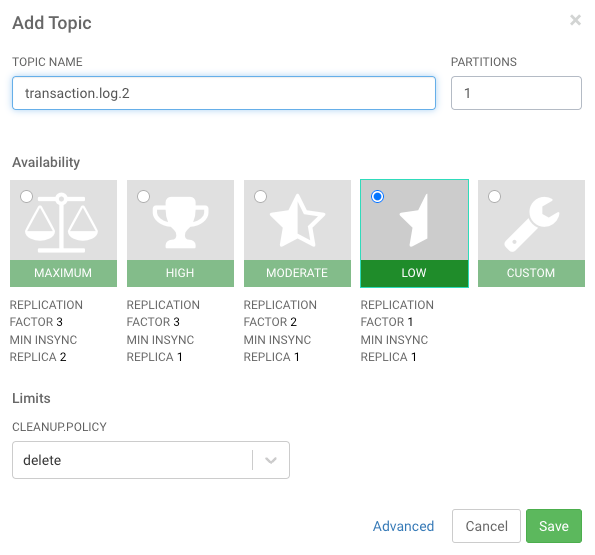 Add Topic
×
TOPIC NAME
PARTITIONS
transaction.log.2
1
Availability
MAXIMUM
HIGH
MODERATE
LOW
CUSTOM
REPLICATION
FACTOR 3
MIN INSYNC
REPLICA 2
REPLICATION
FACTOR 3
MIN INSYNC
REPLICA 1
REPLICATION
FACTOR 2
MIN INSYNC
REPLICA 1
REPLICATION
FACTOR 1
MIN INSYNC
REPLICA 1
Limits
CLEANUP.POLICY
delete
Advanced
Cancel
Save